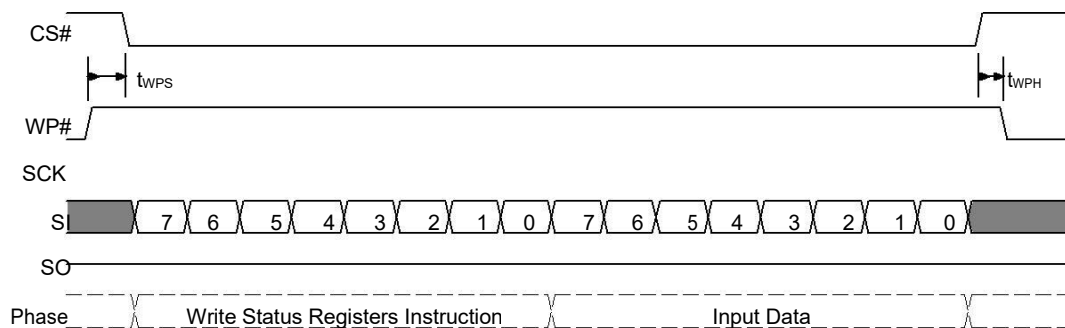 CS#
tWPS
tWPH
WP#
SCK
SI 7 6 5 4 3 2 1 0 7 6 5 4 3 2 1 0
SO
Phase Write Status Registers Instruction Input Data